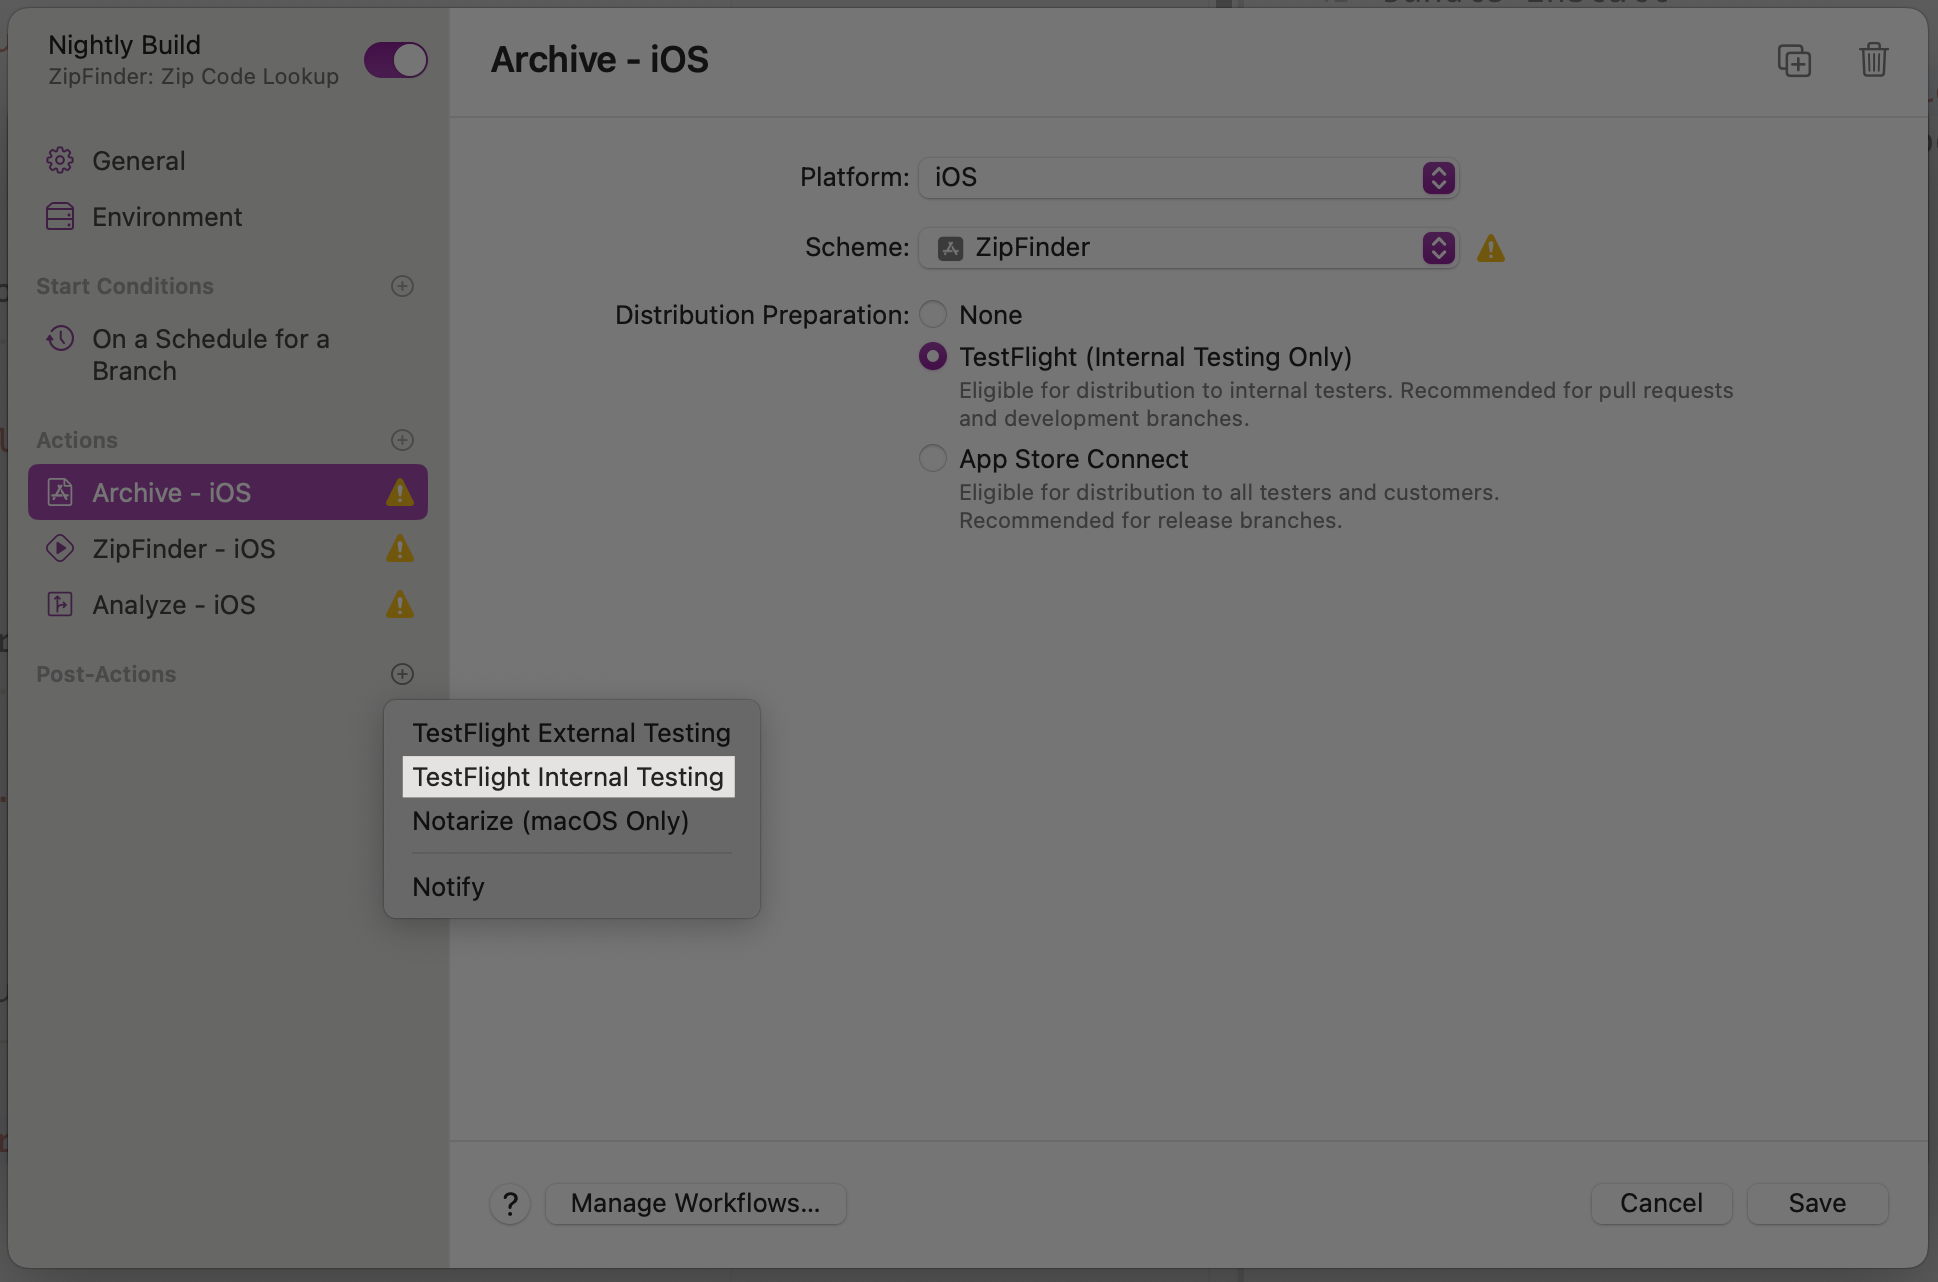 Nightly Build
ZipFinder: Zip Code Lookup
General
Environment
Start Conditions
On a Schedule for a
Branch
Actions
Archive - iOS
ZipFinder - iOS
Analyze - iOS
Post-Actions
TestFlight External Testing
TestFlight Internal Testing
Notarize (macOS Only)
Notify
Archive - iOS
Platform: iOS
Scheme: ZipFinder
Distribution Preparation: None
TestFlight (Internal Testing Only)
Eligible for distribution to internal testers. Recommended for pull requests
and development branches.
App Store Connect
Eligible for distribution to all testers and customers.
Recommended for release branches.
? Manage Workflows... Cancel Save